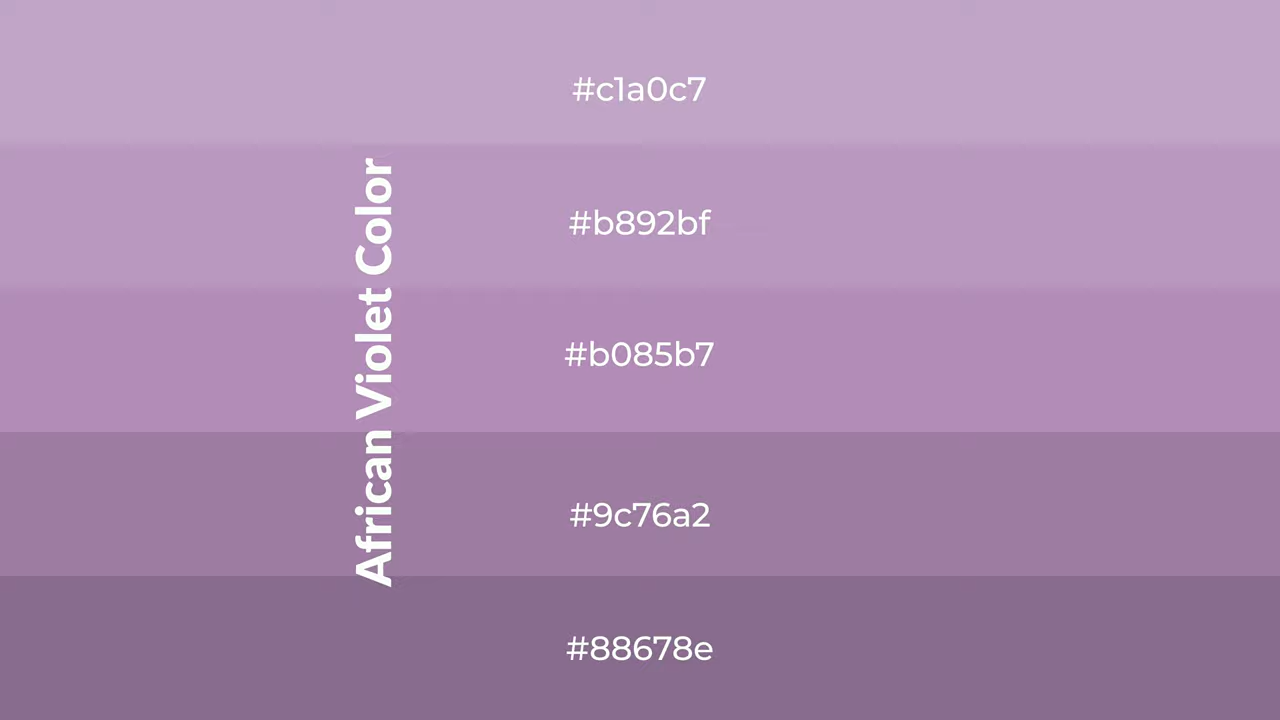 African Violet Color
#c1a0c7
#b892bf
#b085b7
#9c76a2
#88678e